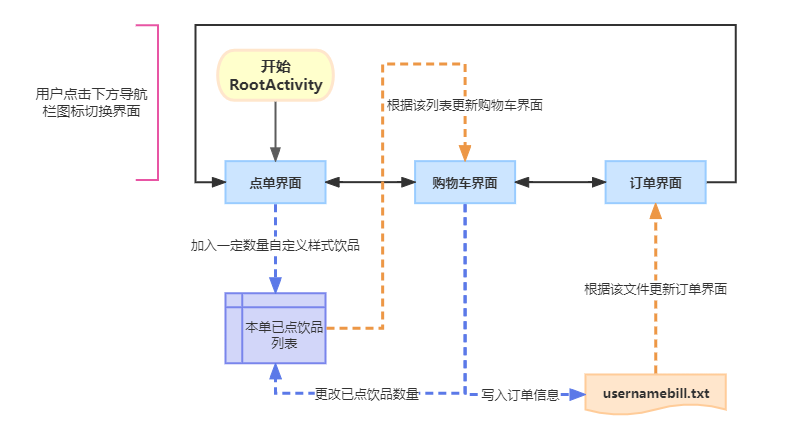 用户点击下方导航
栏图标切换界面
开始
RootActivity
根据该列表更新购物车界面
点单界面
购物车界面
订单界面
加入一定数量自定义样式饮品
根据该文件更新订单界面
本单已点饮品
列表
更改已点饮品数量
写入订单信息
usernamebill.txt